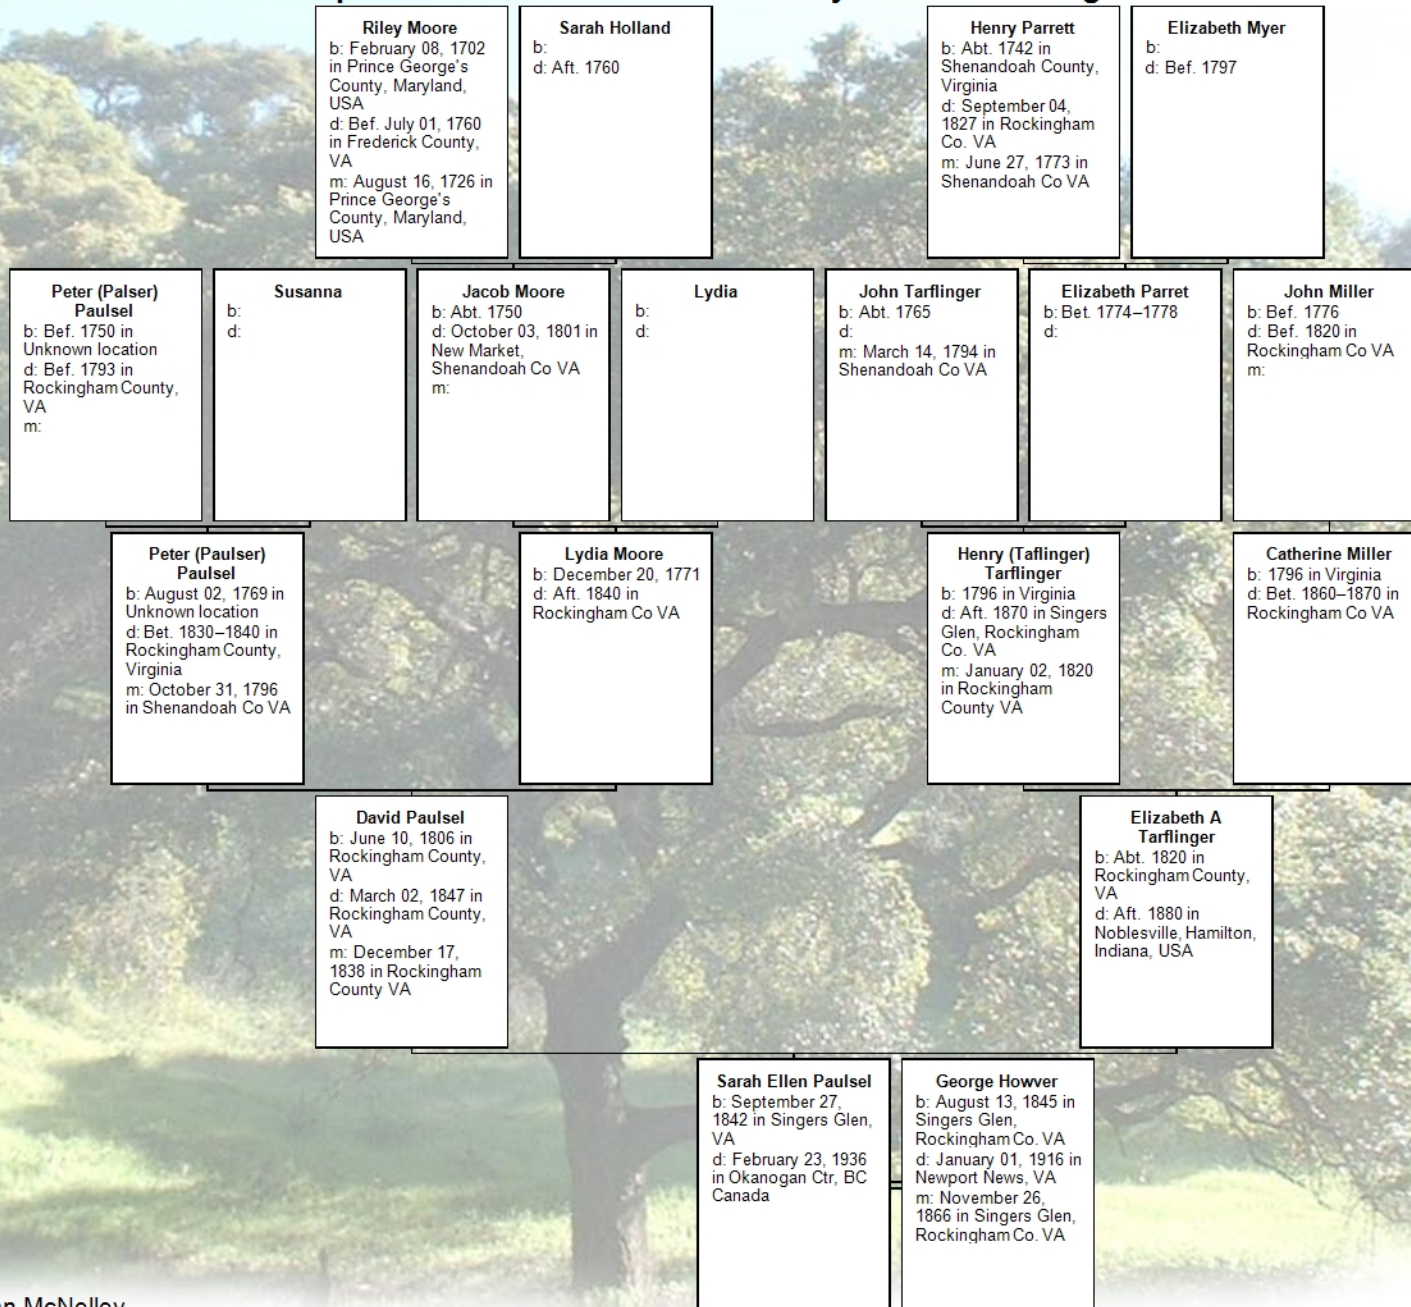 Riley Moore
b: February 08, 1702
in Prince George's
County, Maryland,
USA
d: Bef. July 01, 1760
in Frederick County,
VA
m: August 16, 1726 in
Prince George's
County, Maryland,
USA
Sarah Holland
b:
d: Aft. 1760
Henry Parrett
b: Abt. 1742 in
Shenandoah County,
Virginia
d: September 04,
1827 in Rockingham
Co. VA
m: June 27, 1773 in
Shenandoah Co VA
Elizabeth Myer
b:
d: Bef. 1797
Peter (Palser)
Paulsel
b: Bef. 1750 in
Unknown location
d: Bef. 1793 in
Rockingham County,
VA
m:
Susanna
b:
d:
Jacob Moore
b: Abt. 1750
d: October 03, 1801 in
New Market,
Shenandoah Co VA
m:
Lydia
b:
d:
John Tarflinger
b: Abt. 1765
d:
m: March 14, 1794 in
Shenandoah Co VA
Elizabeth Parret
b: Bet. 1774–1778
d:
John Miller
b: Bef. 1776
d: Bef. 1820 in
Rockingham Co VA
m:
Peter (Paulser)
Paulsel
b: August 02, 1769 in
Unknown location
d: Bet. 1830–1840 in
Rockingham County,
Virginia
m: October 31, 1796
in Shenandoah Co VA
Lydia Moore
b: December 20, 1771
d: Aft. 1840 in
Rockingham Co VA
Henry (Taflinger)
Tarflinger
b: 1796 in Virginia
d: Aft. 1870 in Singers
Glen, Rockingham
Co. VA
m: January 02, 1820
in Rockingham
County VA
Catherine Miller
b: 1796 in Virginia
d: Bet. 1860–1870 in
Rockingham Co VA
David Paulsel
b: June 10, 1806 in
Rockingham County,
VA
d: March 02, 1847 in
Rockingham County,
VA
m: December 17,
1838 in Rockingham
County VA
Elizabeth A
Tarflinger
b: Abt. 1820 in
Rockingham County,
VA
d: Aft. 1880 in
Noblesville, Hamilton,
Indiana, USA
Sarah Ellen Paulsel
b: September 27,
1842 in Singers Glen,
VA
d: February 23, 1936
in Okanogan Ctr, BC
Canada
George Howver
b: August 13, 1845 in
Singers Glen,
Rockingham Co. VA
d: January 01, 1916 in
Newport News, VA
m: November 26,
1866 in Singers Glen,
Rockingham Co. VA
McNelley